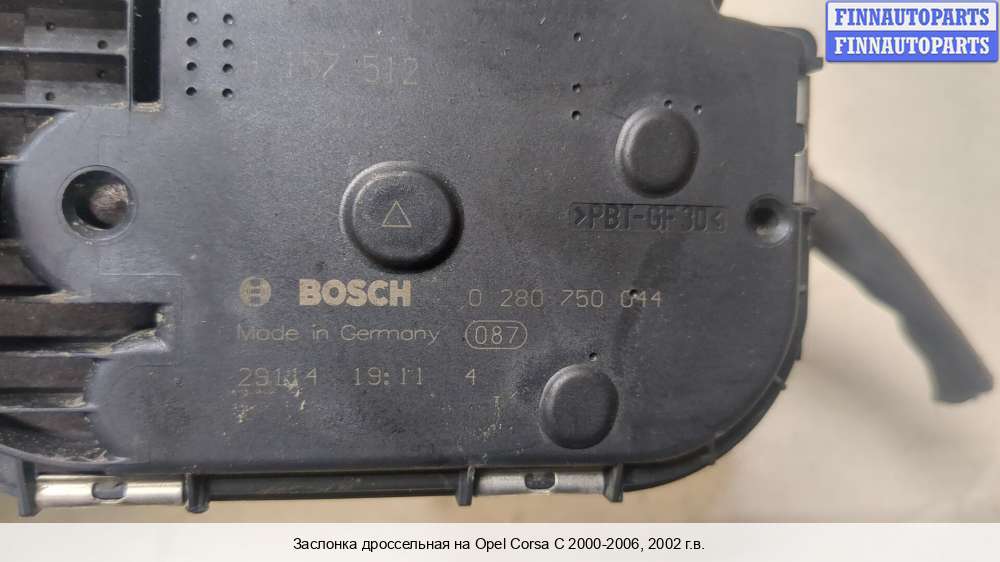 FINNAUTOPARTS
FINNAUTOPARTS
512
>PBT-GF30<
BOSCH 0 280 750 044
Made in Germany 087
29114 19:11 4
Заслонка дроссельная на Opel Corsa C 2000-2006, 2002 г.в.